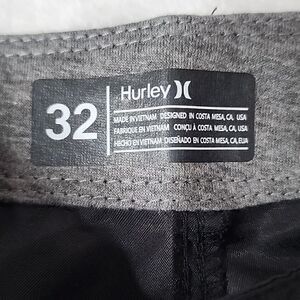 32
Hurley
MADE IN VIETNAM DESIGNED IN COSTA MESA, CA, USA
FABRIQUÉ EN VIETNAM CONÇU À COSTA MESA, CA, USA
HECHO EN VIETNAM DISEÑADO EN COSTA MESA, CA, EUA